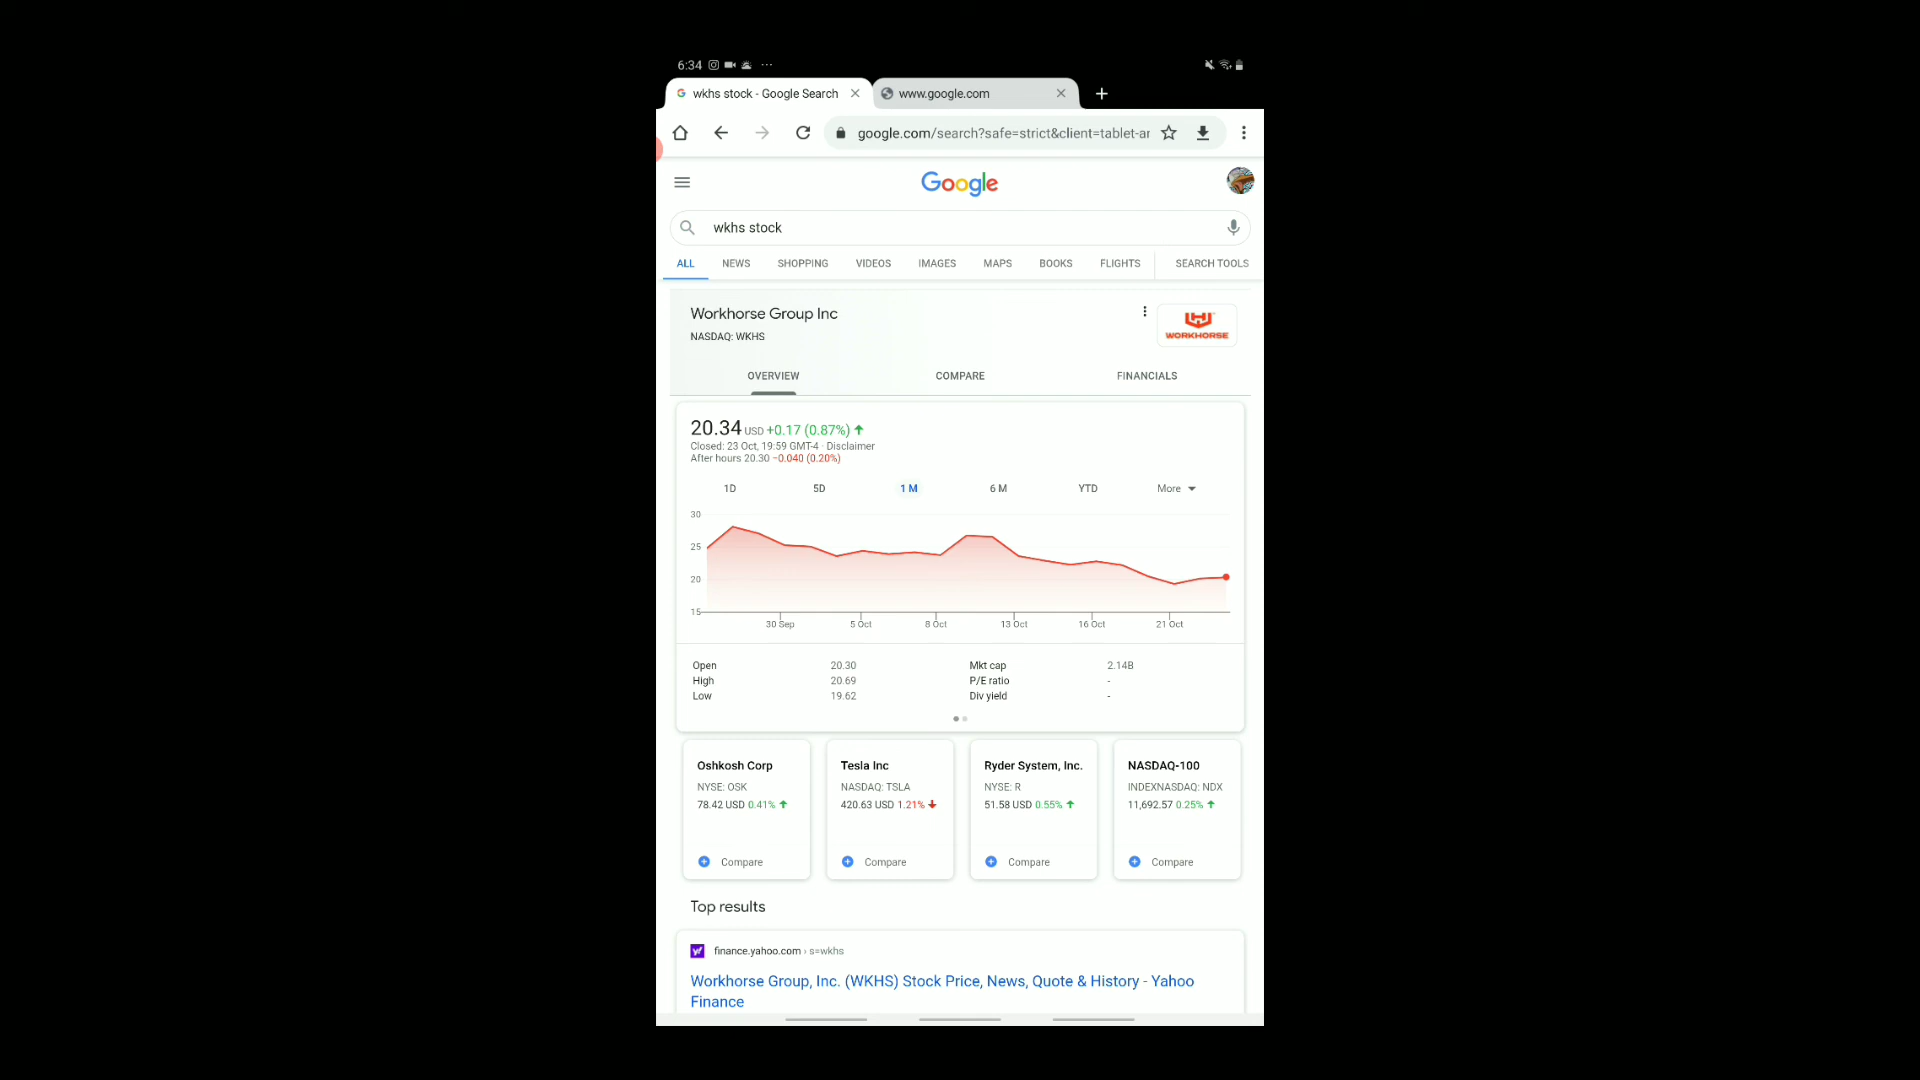 6:34 ...
wkhs stock - Google Search
www.google.com
google.com/search?safe=strict&client=tablet-ar
Google
wkhs stock
ALL NEWS SHOPPING VIDEOS IMAGES MAPS BOOKS FLIGHTS SEARCH TOOLS
Workhorse Group Inc
NASDAQ: WKHS
WORKHORSE
OVERVIEW COMPARE FINANCIALS
20.34 USD +0.17 (0.87%)
Closed: 23 Oct, 19:59 GMT-4 · Disclaimer
After hours 20.30 −0.040 (0.20%)
1D 5D 1 M 6 M YTD More
30
25
20
15
30 Sep 5 Oct 8 Oct 13 Oct 16 Oct 21 Oct
Open 20.30 Mkt cap 2.14B
High 20.69 P/E ratio -
Low 19.62 Div yield -
Oshkosh Corp Tesla Inc Ryder System, Inc. NASDAQ-100
NYSE: OSK NASDAQ: TSLA NYSE: R INDEXNASDAQ: NDX
78.42 USD 0.41% 420.63 USD 1.21% 51.58 USD 0.55% 11,692.57 0.25%
Compare Compare Compare Compare
Top results
finance.yahoo.com › s=wkhs
Workhorse Group, Inc. (WKHS) Stock Price, News, Quote & History - Yahoo
Finance